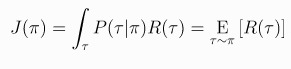 J(π) = ∫_τ P(τ|π)R(τ) = E_{τ∼π} [R(τ)]